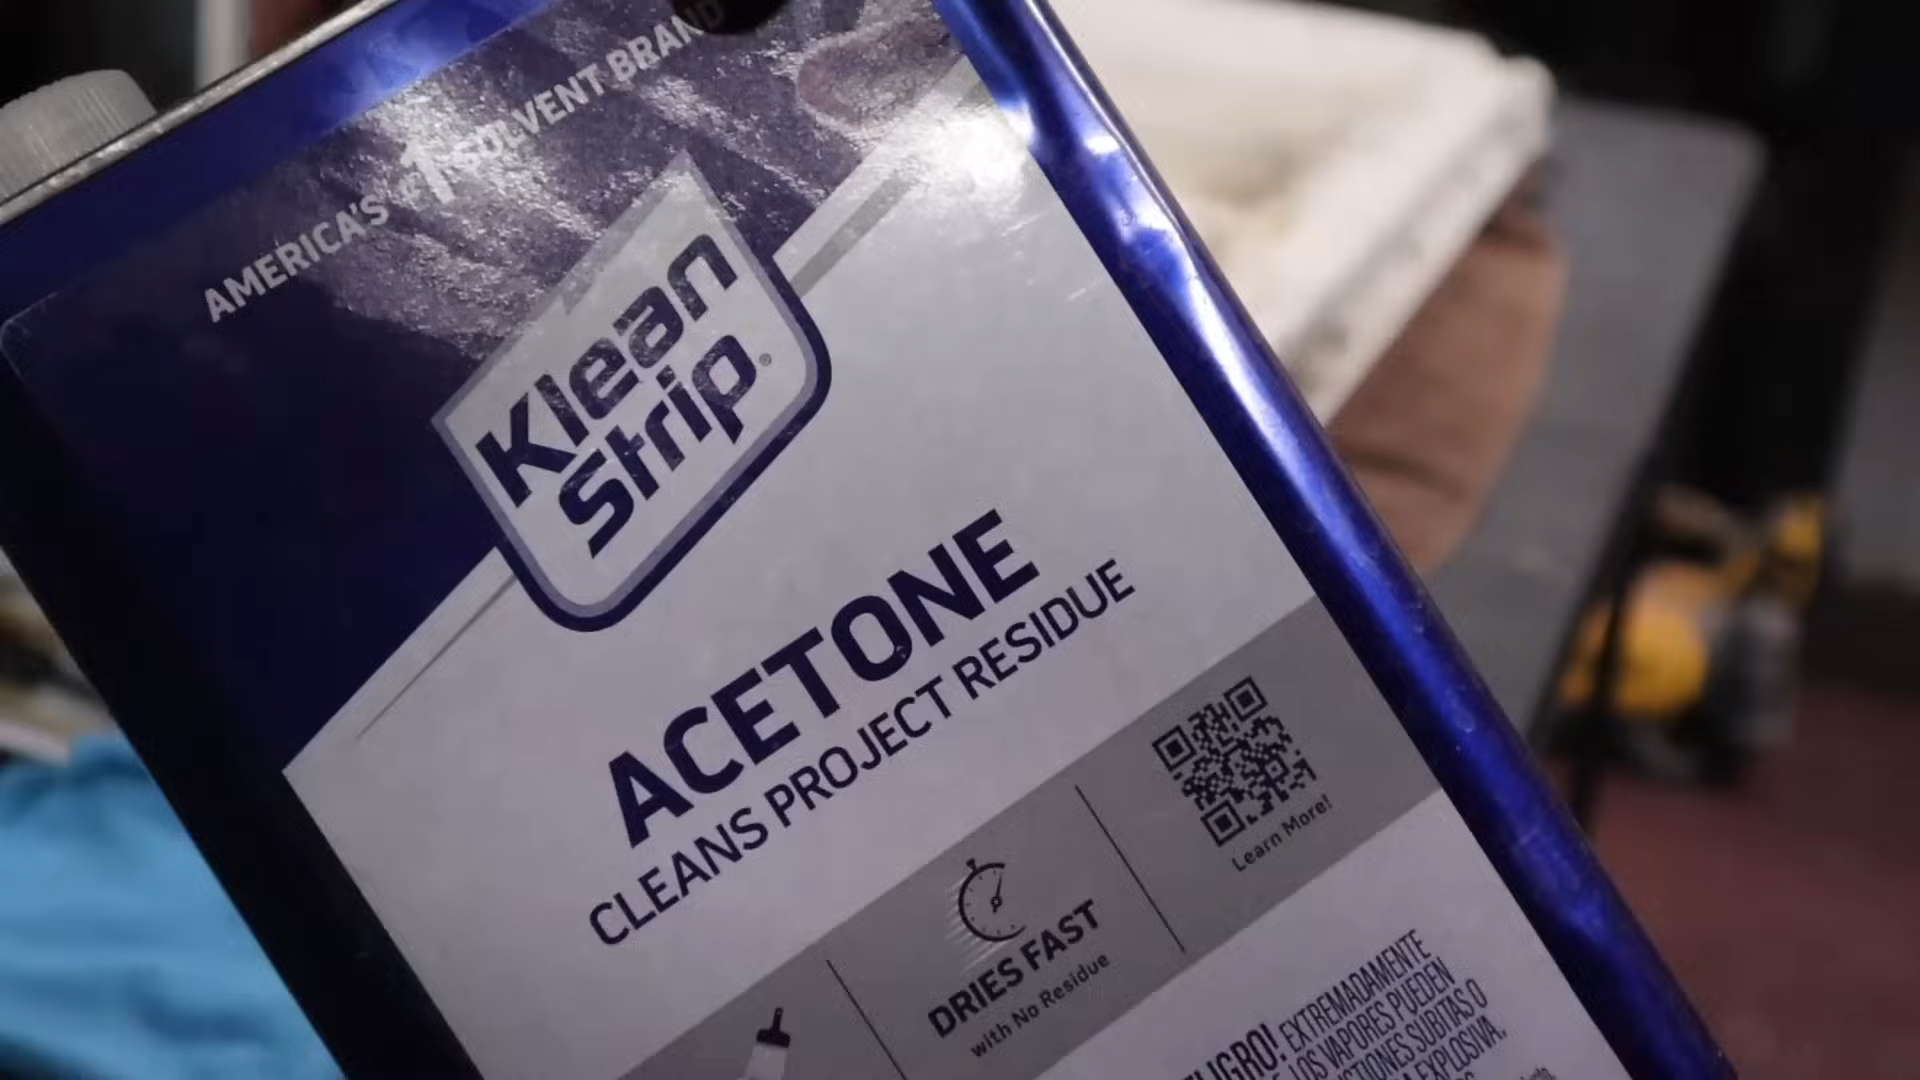 AMERICA'S #1 SOLVENT BRAND
Klean
Strip®
ACETONE
CLEANS PROJECT RESIDUE
Learn More!
DRIES FAST
with No Residue
EXTREMADAMENTE
LOS VAPORES PUEDEN
SÚBITAS O
EXPLOSIVA.